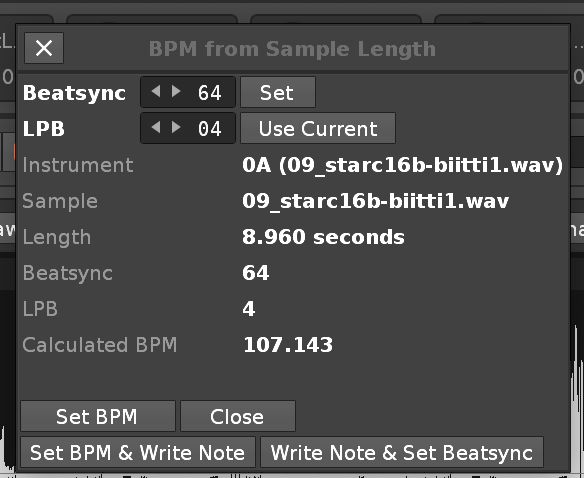 BPM from Sample Length
Beatsync 64 Set
LPB 04 Use Current
Instrument 0A (09_starc16b-biitti1.wav)
Sample 09_starc16b-biitti1.wav
Length 8.960 seconds
Beatsync 64
LPB 4
Calculated BPM 107.143
Set BPM Close
Set BPM & Write Note Write Note & Set Beatsync